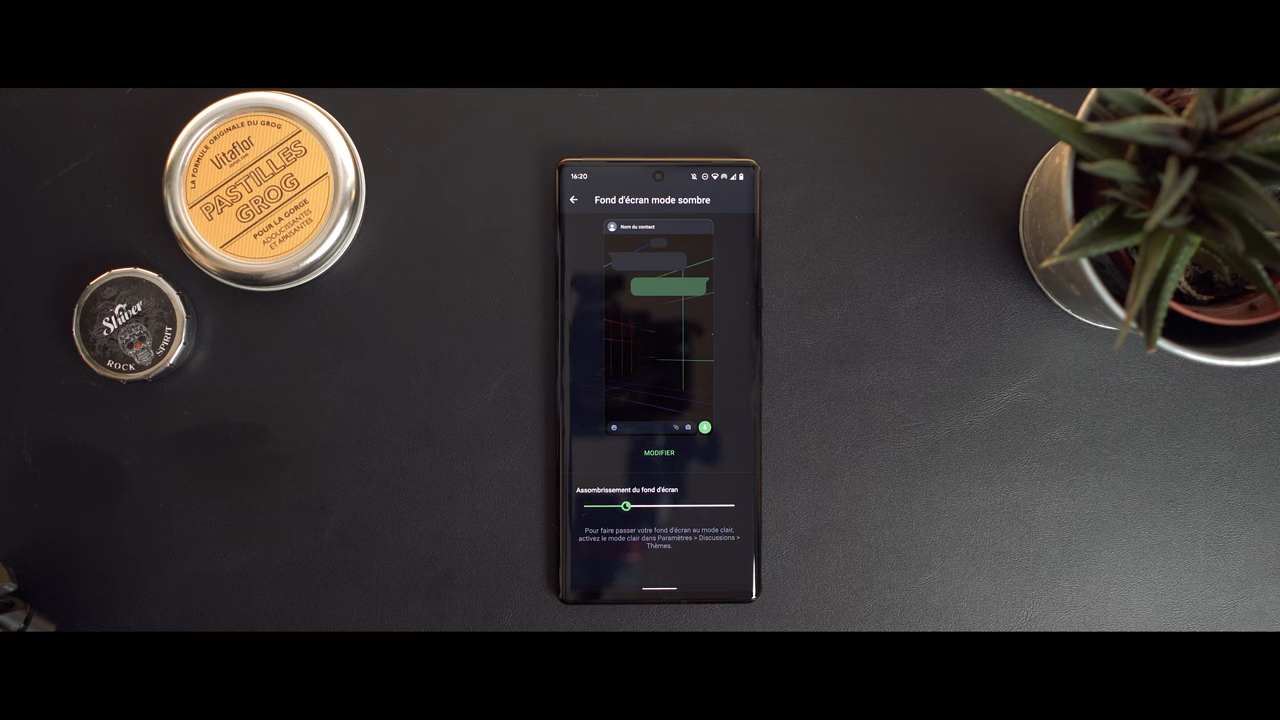 LA FORMULE ORIGINALE DU GROG
Vitaflor
PASTILLES
GROG
POUR LA GORGE
ADOUCISSANTES
ET APAISANTES
Shiver
ROCK SPIRIT
16:20
Fond d'écran mode sombre
Nom du contact
MODIFIER
Assombrissement du fond d'écran
Pour faire passer votre fond d'écran au mode clair,
activez le mode clair dans Paramètres > Discussions >
Thèmes.